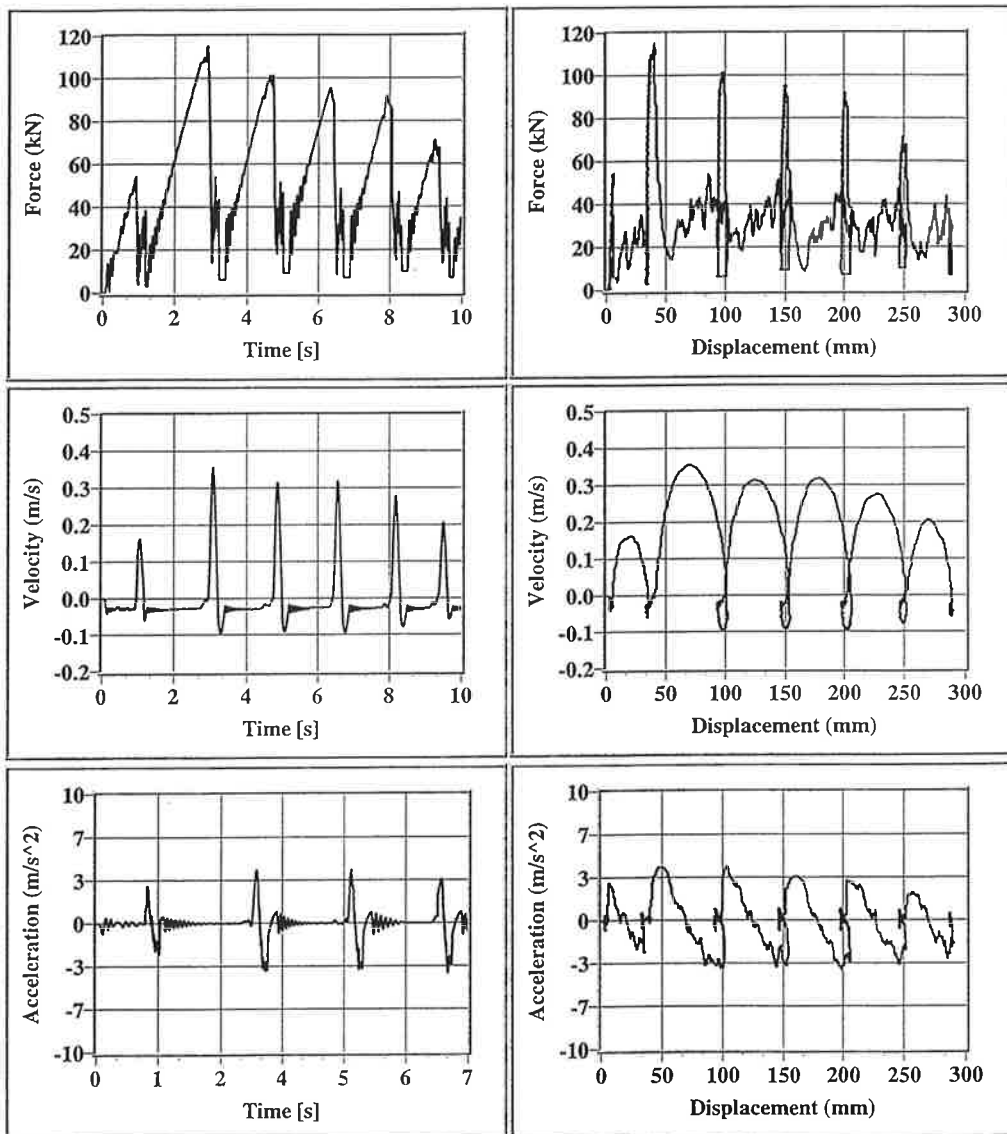 120
100
80
60
40
20
0
Force (kN)
0 2 4 6 8 10
Time [s]
120
100
80
60
40
20
0
Force (kN)
0 50 100 150 200 250 300
Displacement (mm)
0.5
0.4
0.3
0.2
0.1
0.0
-0.1
-0.2
Velocity (m/s)
0 2 4 6 8 10
Time [s]
0.5
0.4
0.3
0.2
0.1
0.0
-0.1
-0.2
Velocity (m/s)
0 50 100 150 200 250 300
Displacement (mm)
10
7
3
0
-3
-7
-10
Acceleration (m/s^2)
0 1 2 4 5 6 7
Time [s]
10
7
3
0
-3
-7
-10
Acceleration (m/s^2)
0 50 100 150 200 250 300
Displacement (mm)